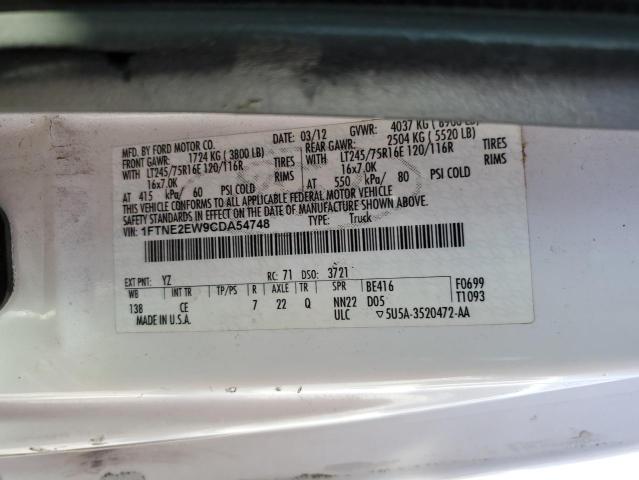 MFD. BY FORD MOTOR CO.
DATE: 03/12 GVWR: 4037 KG ( 8900 LB)
FRONT GAWR: 1724 KG ( 3800 LB) REAR GAWR: 2504 KG ( 5520 LB)
WITH LT245/75R16E 120/116R TIRES WITH LT245/75R16E 120/116R TIRES
16x7.0K RIMS 16x7.0K RIMS
AT 415 kPa/ 60 PSI COLD AT 550 kPa/ 80 PSI COLD
THIS VEHICLE CONFORMS TO ALL APPLICABLE FEDERAL MOTOR VEHICLE
SAFETY STANDARDS IN EFFECT ON THE DATE OF MANUFACTURE SHOWN ABOVE.
VIN: 1FTNE2EW9CDA54748 TYPE: Truck
EXT PNT: YZ RC: 71 DSO: 3721
WB INT TR TP/PS R AXLE TR SPR BE416 F0699
138 CE 7 22 Q NN22 D05 T1093
MADE IN U.S.A. ULC ▽5U5A-3520472-AA